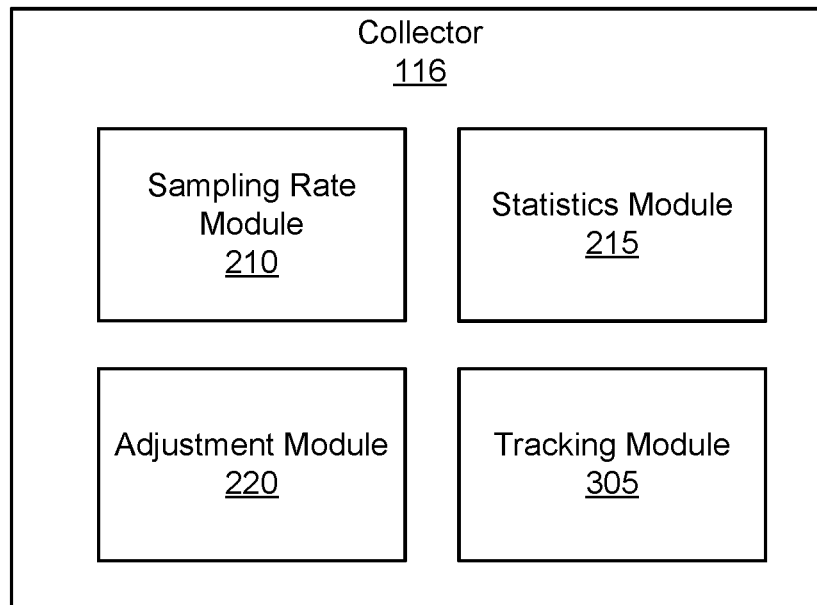 Collector
116
Sampling Rate
Module
210
Statistics Module
215
Adjustment Module
220
Tracking Module
305